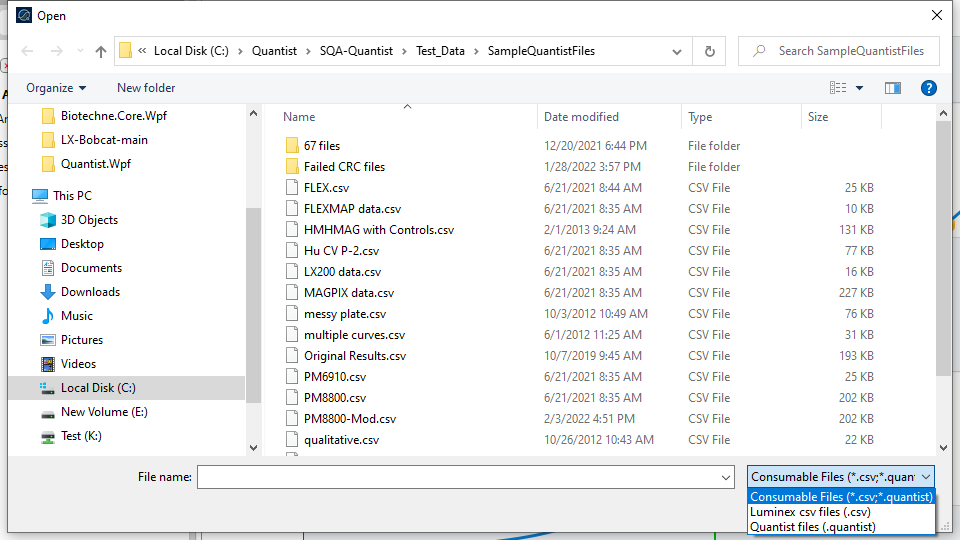 Open
« Local Disk (C:) > Quantist > SQA-Quantist > Test_Data > SampleQuantistFiles
Search SampleQuantistFiles
Organize New folder
Biotechne.Core.Wpf
LX-Bobcat-main
Quantist.Wpf
This PC
3D Objects
Desktop
Documents
Downloads
Music
Pictures
Videos
Local Disk (C:)
New Volume (E:)
Test (K:)
Name Date modified Type Size
67 files 12/20/2021 6:44 PM File folder
Failed CRC files 1/28/2022 3:57 PM File folder
FLEX.csv 6/21/2021 8:44 AM CSV File 25 KB
FLEXMAP data.csv 6/21/2021 8:35 AM CSV File 10 KB
HMHMAG with Controls.csv 2/1/2013 9:24 AM CSV File 131 KB
Hu CV P-2.csv 6/21/2021 8:35 AM CSV File 77 KB
LX200 data.csv 6/21/2021 8:35 AM CSV File 16 KB
MAGPIX data.csv 6/21/2021 8:35 AM CSV File 227 KB
messy plate.csv 10/3/2012 10:49 AM CSV File 76 KB
multiple curves.csv 6/1/2012 11:25 AM CSV File 31 KB
Original Results.csv 10/7/2019 9:45 AM CSV File 193 KB
PM6910.csv 6/21/2021 8:35 AM CSV File 25 KB
PM8800.csv 6/21/2021 8:35 AM CSV File 202 KB
PM8800-Mod.csv 2/3/2022 4:51 PM CSV File 202 KB
qualitative.csv 10/26/2012 10:43 AM CSV File 22 KB
File name:
Consumable Files (*.csv;*.quan
Consumable Files (*.csv;*.quantist)
Luminex csv files (.csv)
Quantist files (.quantist)